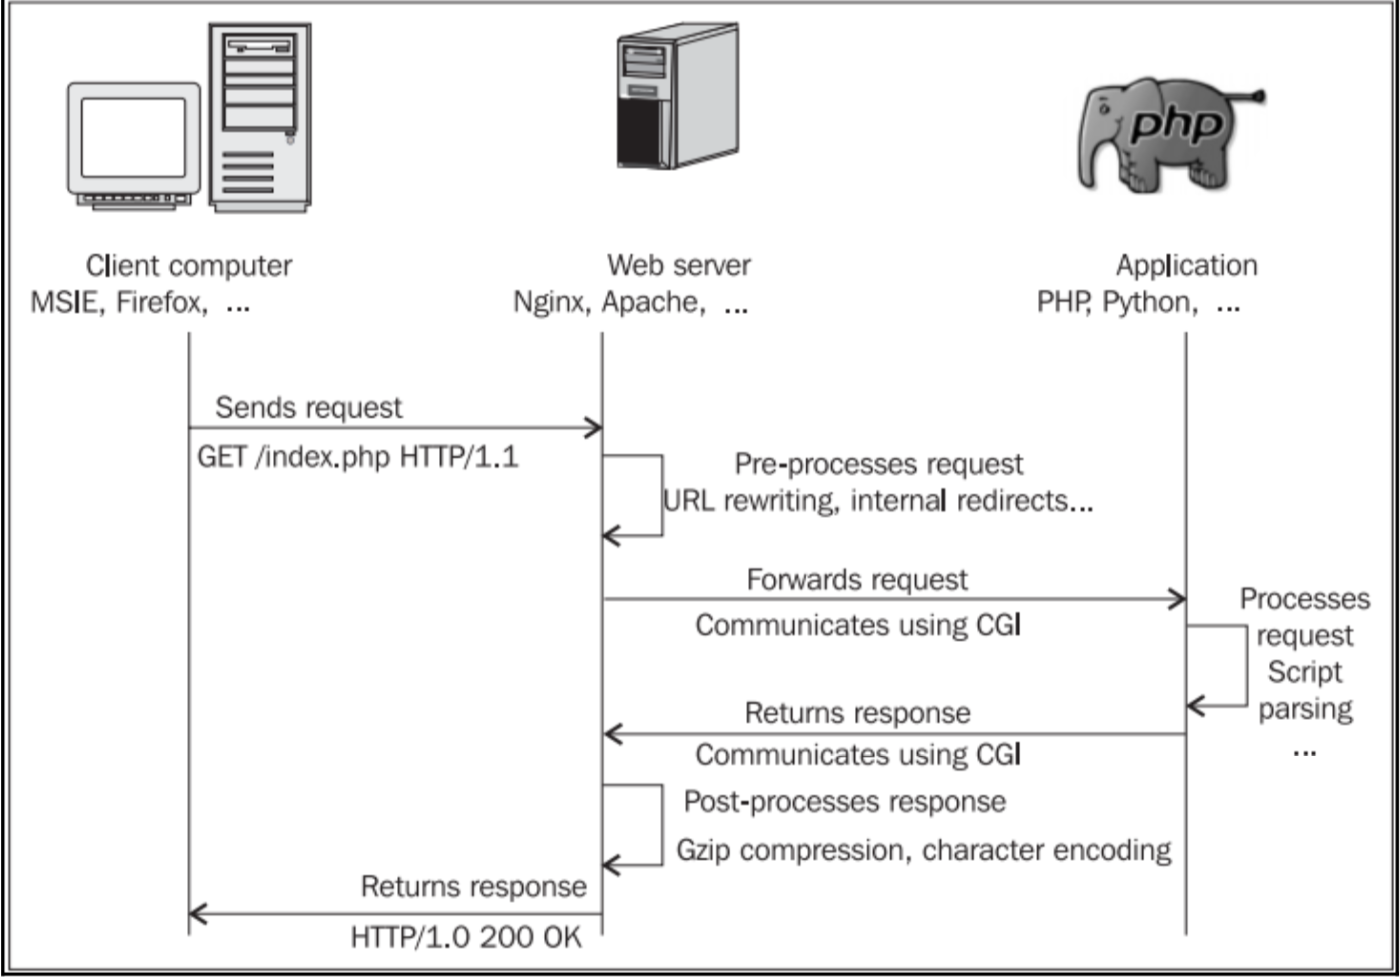 php
Client computer
MSIE, Firefox, ...
Web server
Nginx, Apache, ...
Application
PHP, Python, ...
Sends request
GET /index.php HTTP/1.1
Pre-processes request
URL rewriting, internal redirects...
Forwards request
Communicates using CGI
Processes
request
Script
parsing
...
Returns response
Communicates using CGI
Post-processes response
Gzip compression, character encoding
Returns response
HTTP/1.0 200 OK